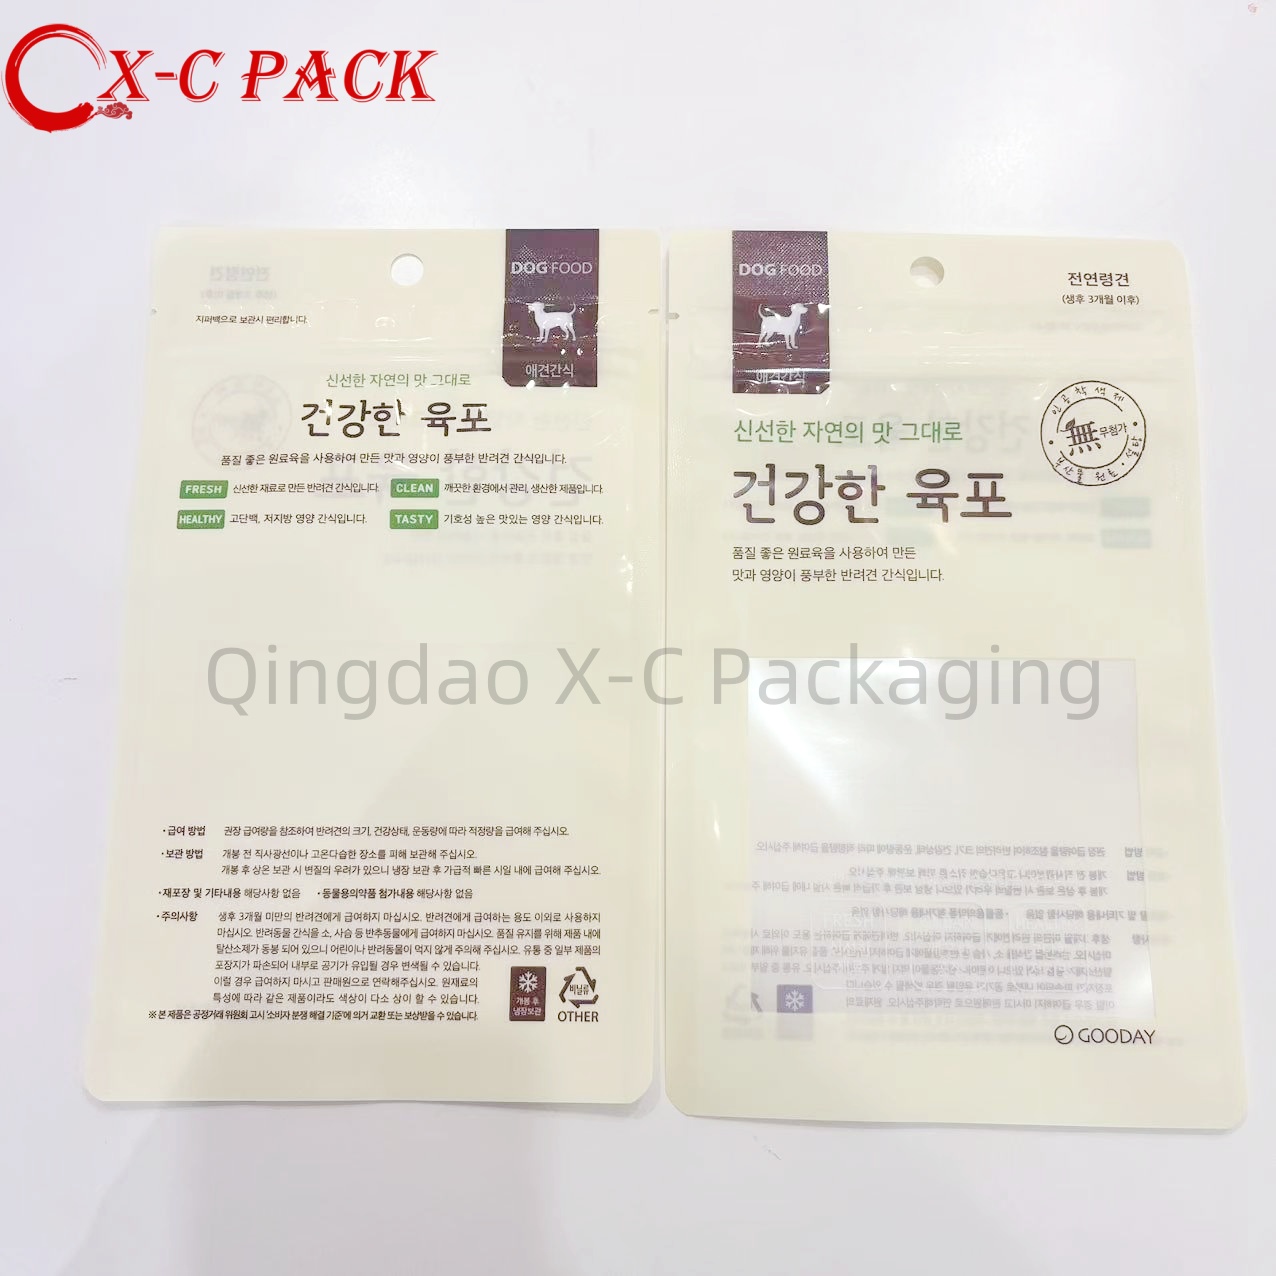 X-C PACK
DOG FOOD
애견간식
지퍼백으로 보관시 편리합니다.
신선한 자연의 맛 그대로
건강한 육포
품질 좋은 원료육을 사용하여 만든 맛과 영양이 풍부한 반려견 간식입니다.
FRESH 신선한 재료로 만든 반려견 간식입니다. CLEAN 깨끗한 환경에서 관리, 생산한 제품입니다.
HEALTHY 고단백, 저지방 영양 간식입니다. TASTY 기호성 높은 맛있는 영양 간식입니다.
• 급여 방법 권장 급여량을 참조하여 반려견의 크기, 건강상태, 운동량에 따라 적정량을 급여해 주십시오.
• 보관 방법 개봉 전 직사광선이나 고온다습한 장소를 피해 보관해 주십시오.
개봉 후 상온 보관 시 변질의 우려가 있으니 냉장 보관 후 가급적 빠른 시일 내에 급여해 주십시오.
• 재포장 및 기타내용 해당사항 없음 • 동물용의약품 첨가내용 해당사항 없음
• 주의사항 생후 3개월 미만의 반려견에게 급여하지 마십시오. 반려견에게 급여하는 용도 이외로 사용하지
마십시오. 반려동물 간식을 소, 사슴 등 반추동물에게 급여하지 마십시오. 품질 유지를 위해 제품 내에
탈산소제가 동봉 되어 있으니 어린이나 반려동물이 먹지 않게 주의해 주십시오. 유통 중 일부 제품의
포장지가 파손되어 내부로 공기가 유입될 경우 변색될 수 있습니다.
이럴 경우 급여하지 마시고 판매원으로 연락해주십시오. 원재료의
특성에 따라 같은 제품이라도 색상이 다소 상이 할 수 있습니다.
※ 본 제품은 공정거래 위원회 고시 '소비자 분쟁 해결 기준'에 의거 교환 또는 보상받을 수 있습니다.
개봉 후
냉장보관
비닐류
OTHER
DOG FOOD
애견간식
전연령견
(생후 3개월 이후)
인공착색제
無 무첨가
부산물 원료 • 설탕
신선한 자연의 맛 그대로
건강한 육포
품질 좋은 원료육을 사용하여 만든
맛과 영양이 풍부한 반려견 간식입니다.
GOODAY
Qingdao X-C Packaging